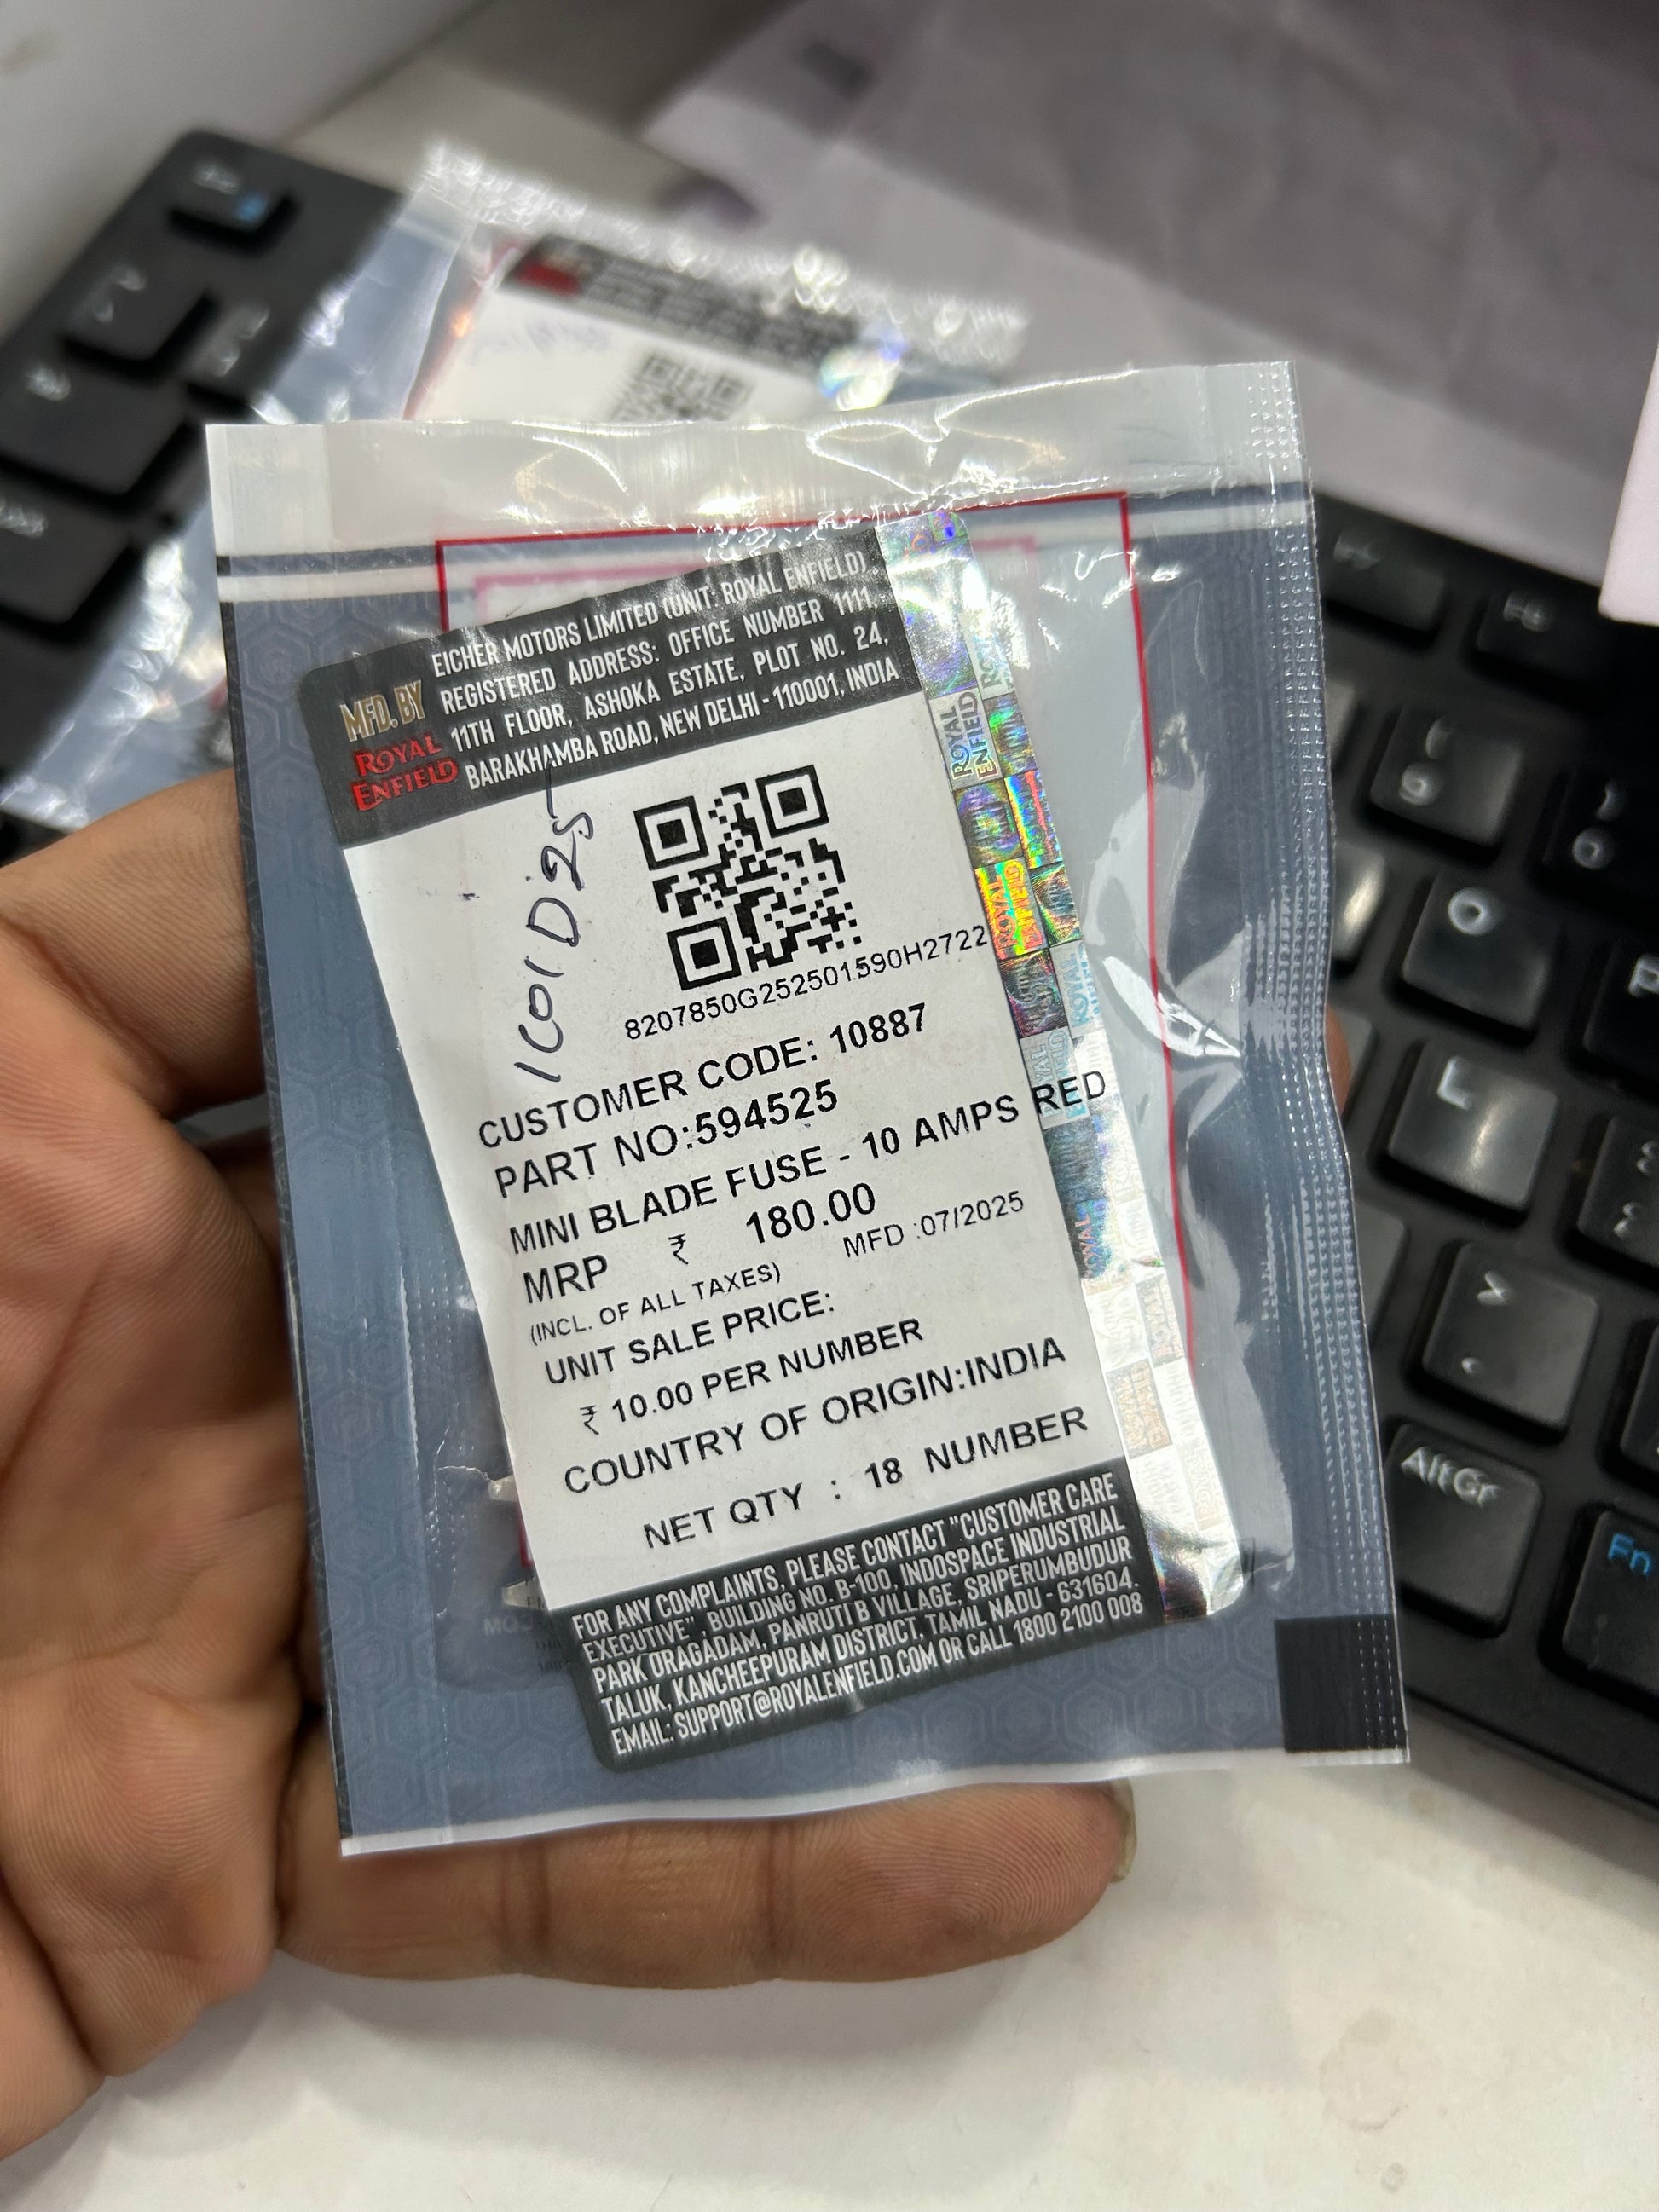 MFD. BY
ROYAL
ENFIELD
EICHER MOTORS LIMITED (UNIT: ROYAL ENFIELD)
REGISTERED ADDRESS: OFFICE NUMBER 1111,
11TH FLOOR, ASHOKA ESTATE, PLOT NO. 24,
BARAKHAMBA ROAD, NEW DELHI - 110001, INDIA
ROYAL
ENFIELD
8207850G252501590H2722
CUSTOMER CODE: 10887
PART NO:594525
MINI BLADE FUSE - 10 AMPS RED
MRP ₹ 180.00
(INCL. OF ALL TAXES) MFD :07/2025
UNIT SALE PRICE:
₹ 10.00 PER NUMBER
COUNTRY OF ORIGIN:INDIA
NET QTY : 18 NUMBER
FOR ANY COMPLAINTS, PLEASE CONTACT "CUSTOMER CARE
EXECUTIVE", BUILDING NO. B-100, INDOSPACE INDUSTRIAL
PARK ORAGADAM, PANRUTI B VILLAGE, SRIPERUMBUDUR
TALUK, KANCHEEPURAM DISTRICT, TAMIL NADU - 631604.
EMAIL: SUPPORT@ROYALENFIELD.COM OR CALL 1800 2100 008
AltGr
Fn